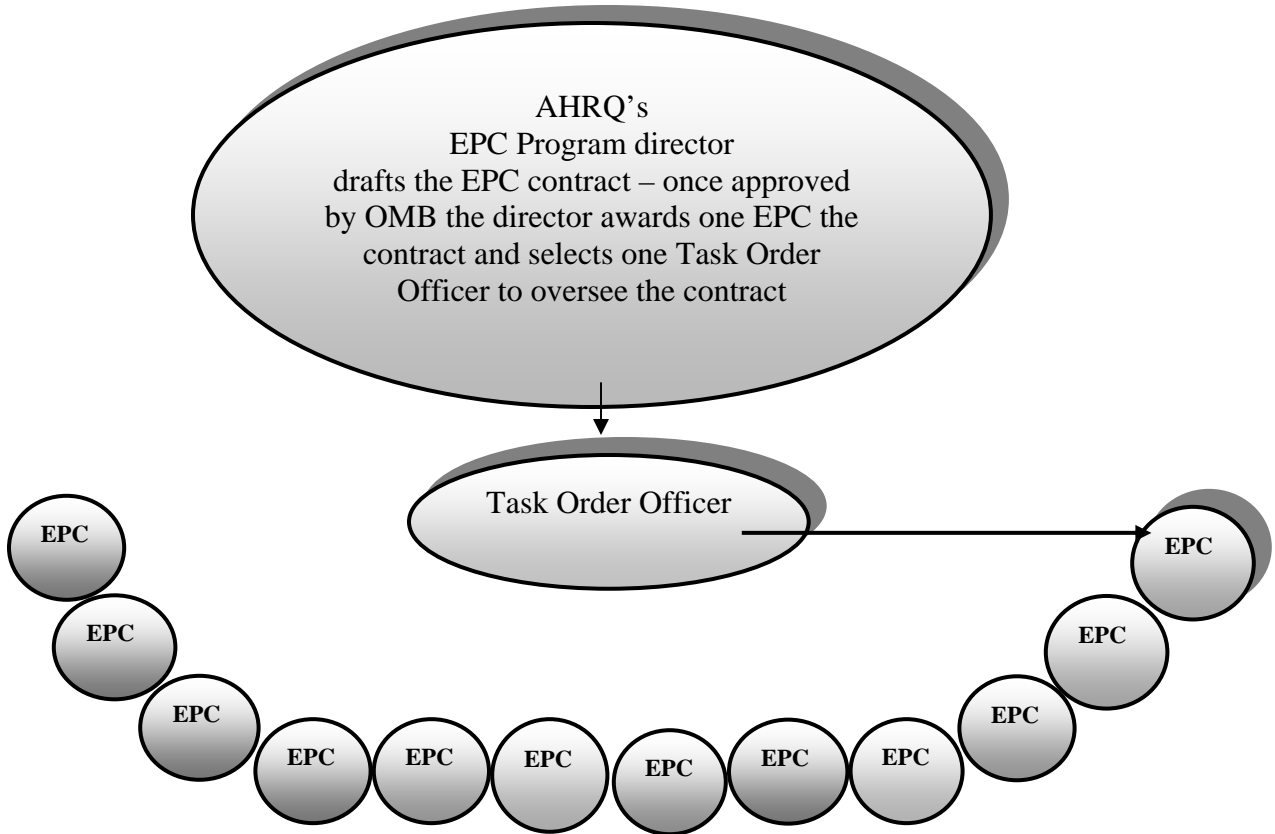 AHRQ’s
EPC Program director
drafts the EPC contract – once approved
by OMB the director awards one EPC the
contract and selects one Task Order
Officer to oversee the contract
Task Order Officer
EPC
EPC
EPC
EPC
EPC
EPC
EPC
EPC
EPC
EPC
EPC
EPC